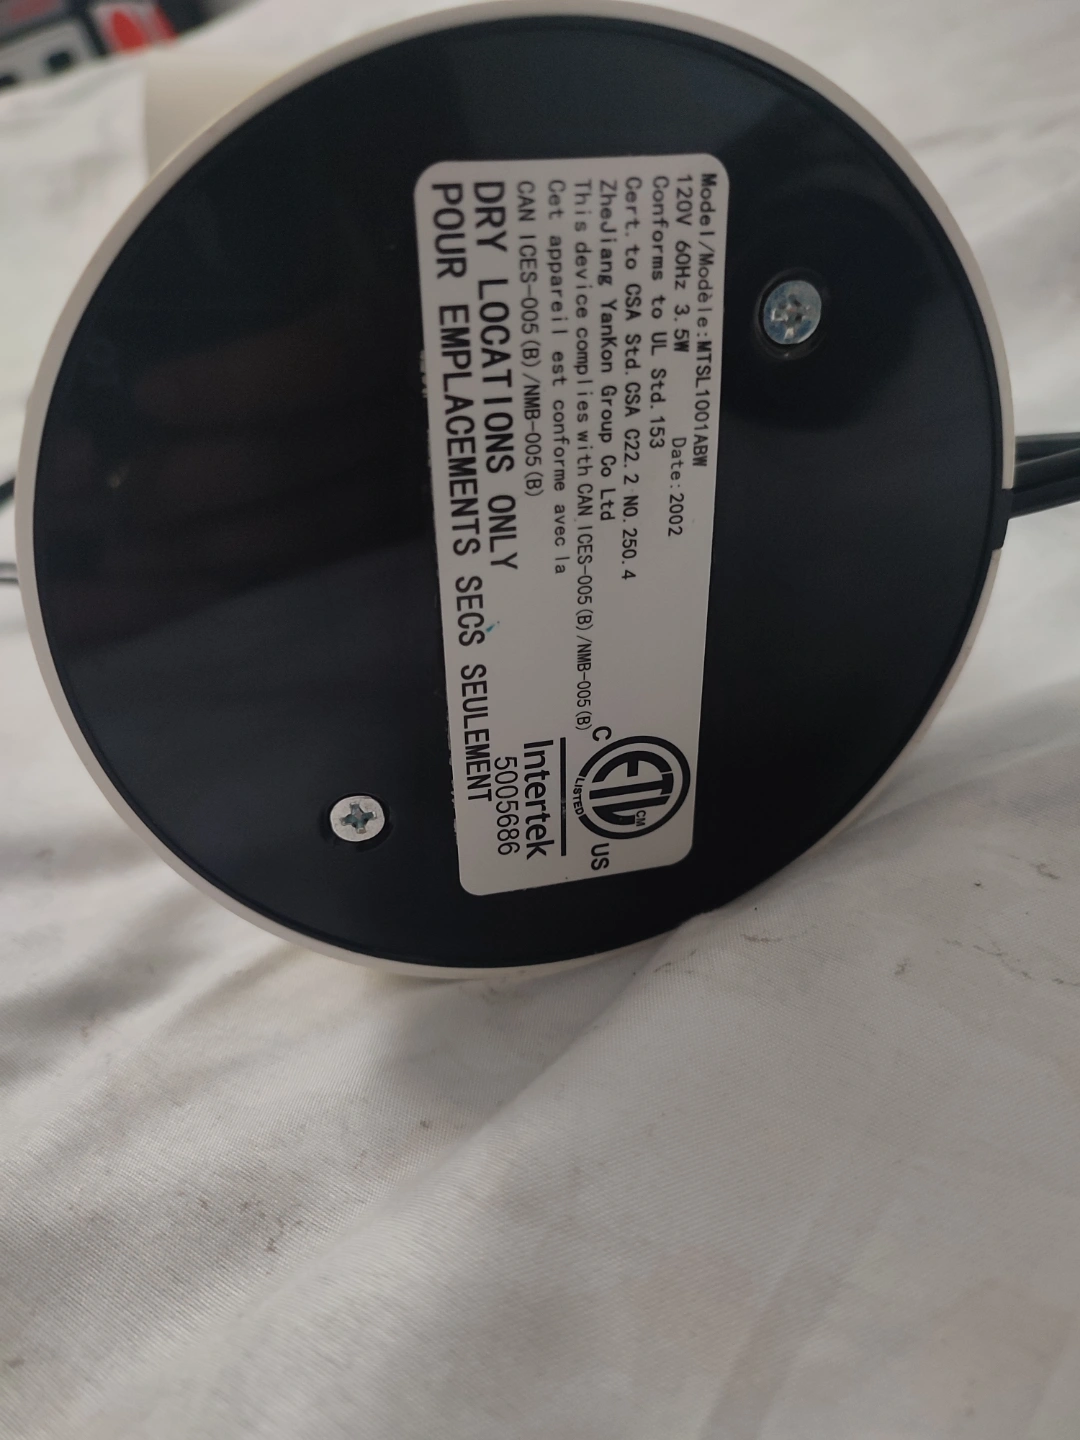 Model/Modèle:MTSL1001ABW
120V 60Hz 3.5W Date:2002
Conforms to UL Std.153
Cert. to CSA Std. CSA C22.2 NO.250.4
ZheJiang YanKon Group Co Ltd
This device complies with CAN ICES-005(B)/NMB-005(B)
Cet appareil est conforme avec la
CAN ICES-005(B)/NMB-005(B)
DRY LOCATIONS ONLY
POUR EMPLACEMENTS SECS SEULEMENT
C ETL CM US
LISTED
Intertek
5005686